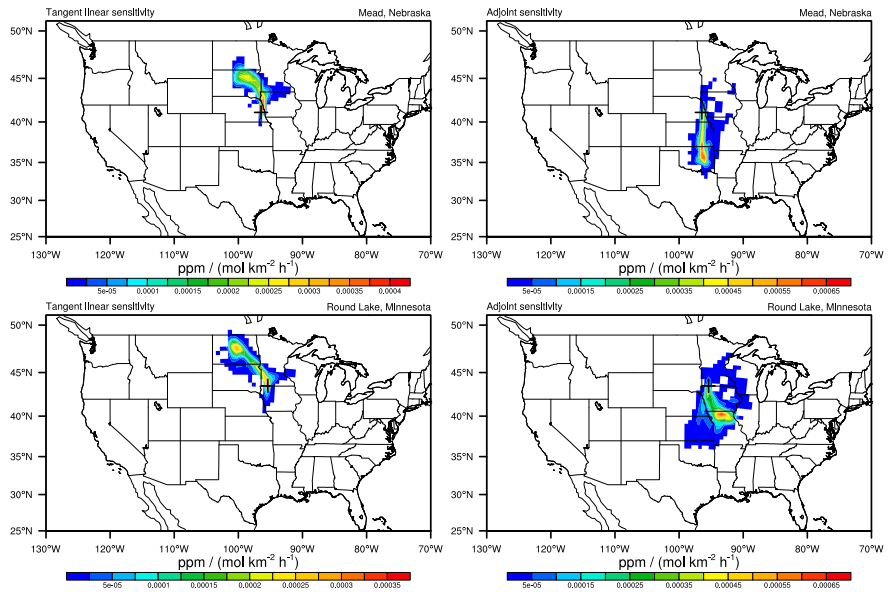 Tangent linear sensitivity Mead, Nebraska
50°N
45°N
40°N
35°N
30°N
25°N
130°W 120°W 110°W 100°W 90°W 80°W 70°W
ppm / (mol km⁻² h⁻¹)
5e-05 0.0001 0.00015 0.0002 0.00025 0.0003 0.00035 0.0004
Adjoint sensitivity Mead, Nebraska
50°N
45°N
40°N
35°N
30°N
25°N
130°W 120°W 110°W 100°W 90°W 80°W 70°W
ppm / (mol km⁻² h⁻¹)
5e-05 0.00015 0.00025 0.00035 0.00045 0.00055 0.00065
Tangent linear sensitivity Round Lake, Minnesota
50°N
45°N
40°N
35°N
30°N
25°N
130°W 120°W 110°W 100°W 90°W 80°W 70°W
ppm / (mol km⁻² h⁻¹)
5e-05 0.0001 0.00015 0.0002 0.00025 0.0003 0.00035
Adjoint sensitivity Round Lake, Minnesota
50°N
45°N
40°N
35°N
30°N
25°N
130°W 120°W 110°W 100°W 90°W 80°W 70°W
ppm / (mol km⁻² h⁻¹)
5e-05 0.00015 0.00025 0.00035 0.00045 0.00055 0.00065